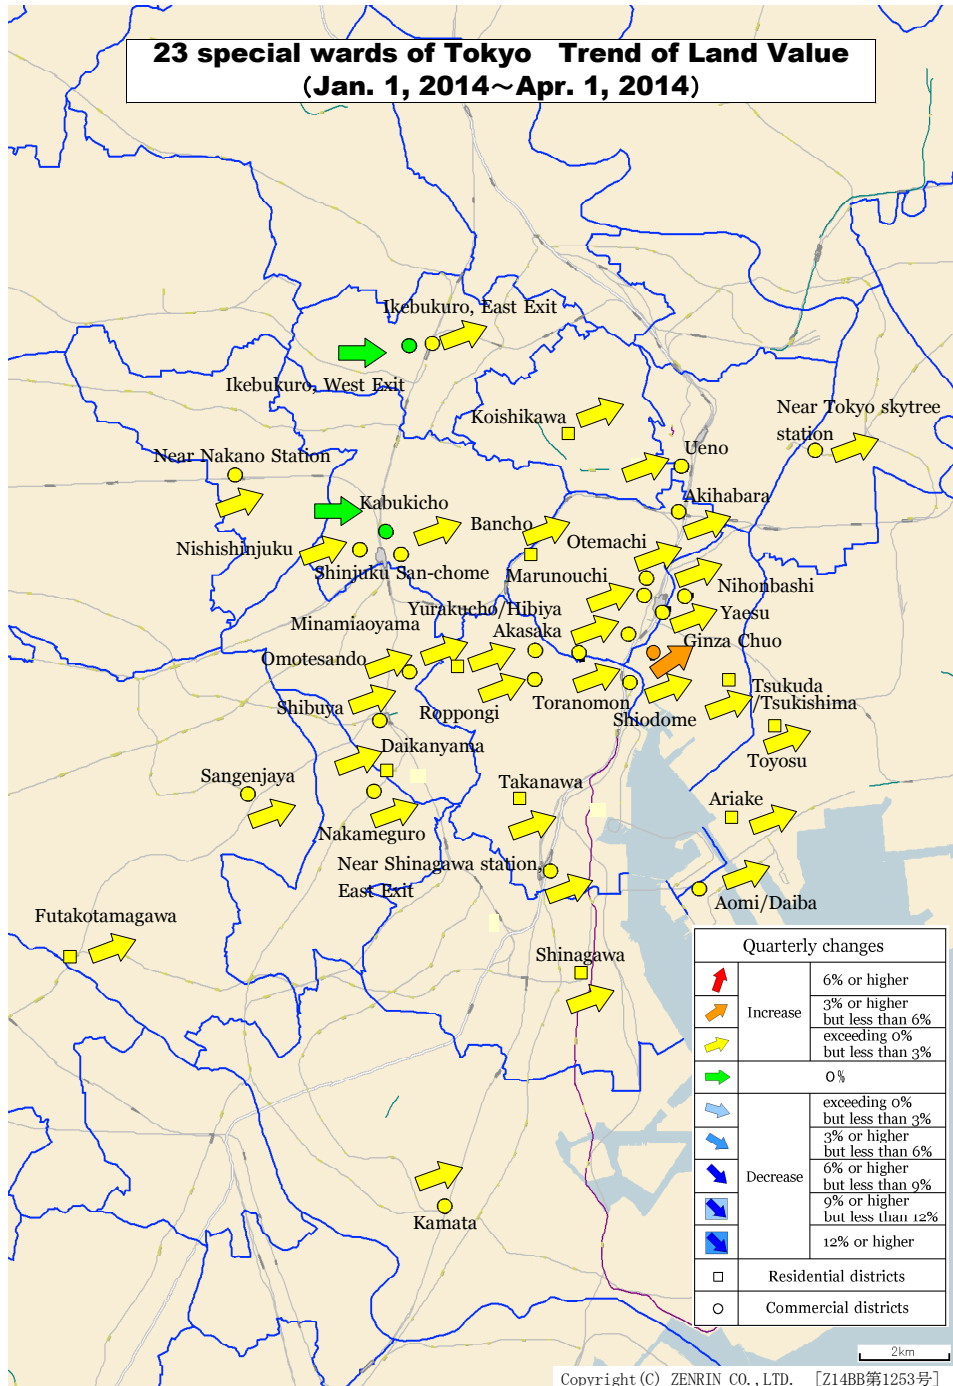 23 special wards of Tokyo　Trend of Land Value
（Jan. 1, 2014～Apr. 1, 2014）
Ikebukuro, East Exit
Ikebukuro, West Exit
Koishikawa
Near Tokyo skytree
station
Ueno
Near Nakano Station
Akihabara
Kabukicho
Bancho
Otemachi
Nishishinjuku
Shinjuku San-chome
Marunouchi
Nihonbashi
Yurakucho/Hibiya
Yaesu
Minamiaoyama
Akasaka
Ginza Chuo
Omotesando
Tsukuda
/Tsukishima
Shibuya
Roppongi
Toranomon
Shiodome
Daikanyama
Toyosu
Sangenjaya
Takanawa
Ariake
Nakameguro
Near Shinagawa station,
East Exit
Aomi/Daiba
Futakotamagawa
Shinagawa
Kamata
Quarterly changes
Increase
6% or higher
3% or higher
but less than 6%
exceeding 0%
but less than 3%
0%
Decrease
exceeding 0%
but less than 3%
3% or higher
but less than 6%
6% or higher
but less than 9%
9% or higher
but less than 12%
12% or higher
Residential districts
Commercial districts
2km
Copyright(C) ZENRIN CO.,LTD. [Z14BB第1253号]